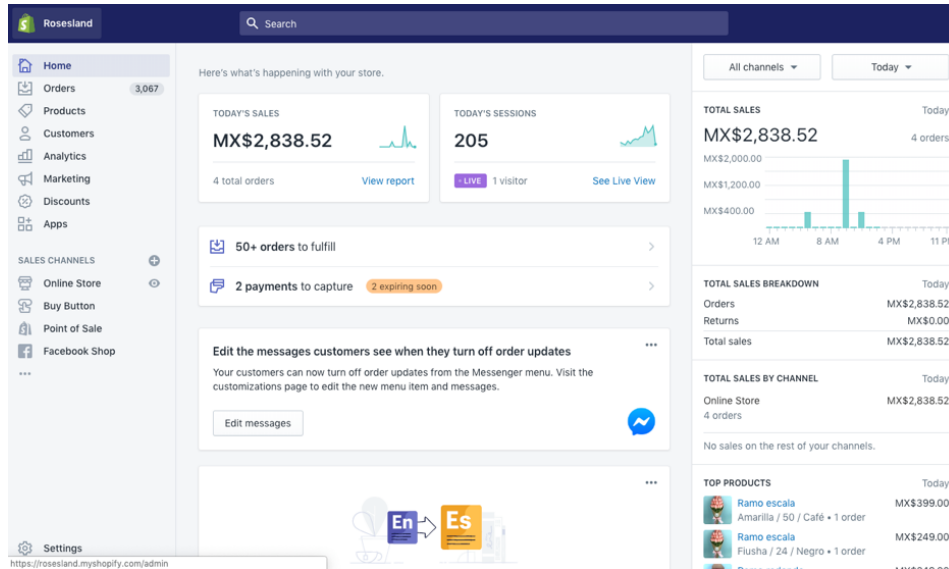 Rosesland
Search
Home
Orders 3,067
Products
Customers
Analytics
Marketing
Discounts
Apps
SALES CHANNELS
Online Store
Buy Button
Point of Sale
Facebook Shop
Settings
https://rosesland.myshopify.com/admin
Here's what's happening with your store.
TODAY'S SALES
MX$2,838.52
4 total orders View report
TODAY'S SESSIONS
205
LIVE 1 visitor See Live View
50+ orders to fulfill
2 payments to capture 2 expiring soon
Edit the messages customers see when they turn off order updates
Your customers can now turn off order updates from the Messenger menu. Visit the
customizations page to edit the new menu item and messages.
Edit messages
En Es
All channels Today
TOTAL SALES Today
MX$2,838.52 4 orders
MX$2,000.00
MX$1,200.00
MX$400.00
12 AM 8 AM 4 PM 11 P
TOTAL SALES BREAKDOWN Today
Orders MX$2,838.52
Returns MX$0.00
Total sales MX$2,838.52
TOTAL SALES BY CHANNEL Today
Online Store MX$2,838.52
4 orders
No sales on the rest of your channels.
TOP PRODUCTS Today
Ramo escala MX$399.00
Amarilla / 50 / Café • 1 order
Ramo escala MX$249.00
Fiusha / 24 / Negro • 1 order